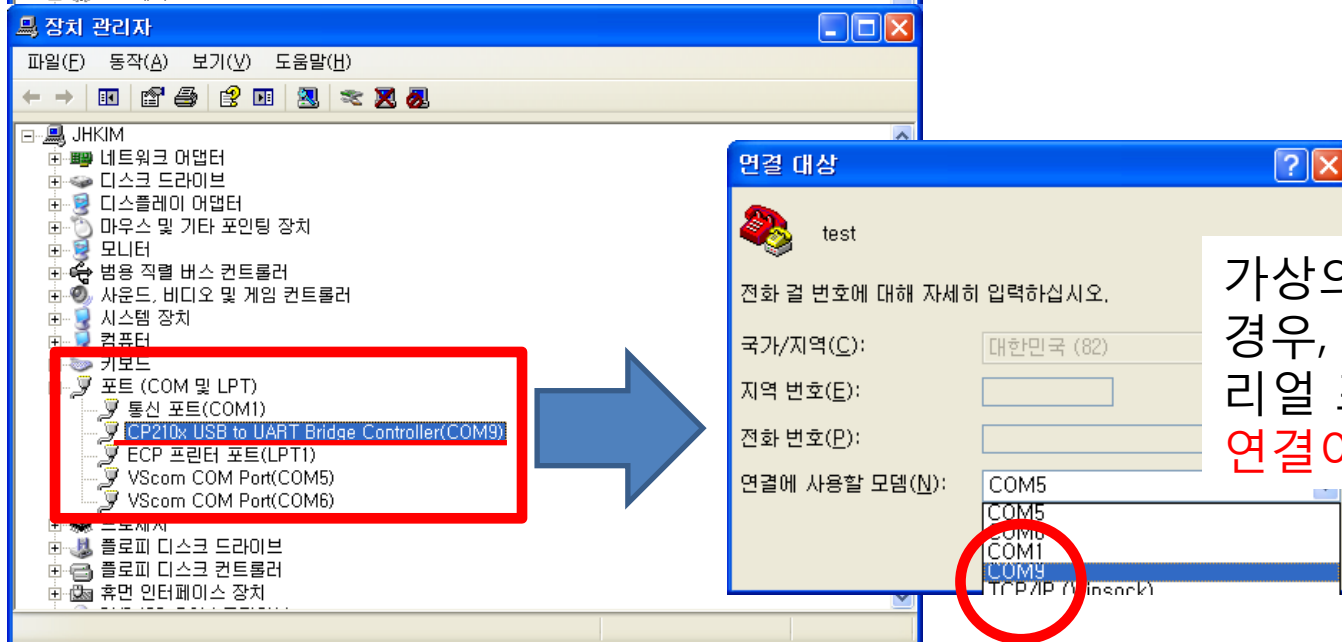 장치 관리자
파일(F) 동작(A) 보기(V) 도움말(H)
JHKIM
네트워크 어댑터
디스크 드라이브
디스플레이 어댑터
마우스 및 기타 포인팅 장치
모니터
범용 직렬 버스 컨트롤러
사운드, 비디오 및 게임 컨트롤러
시스템 장치
컴퓨터
키보드
포트 (COM 및 LPT)
통신 포트(COM1)
CP210x USB to UART Bridge Controller(COM9)
ECP 프린터 포트(LPT1)
VScom COM Port(COM5)
VScom COM Port(COM6)
프로세서
플로피 디스크 드라이브
플로피 디스크 컨트롤러
휴먼 인터페이스 장치
연결 대상
test
전화 걸 번호에 대해 자세히 입력하십시오.
국가/지역(C): 대한민국 (82)
지역 번호(E):
전화 번호(P):
연결에 사용할 모뎀(N): COM5
COM5
COM6
COM1
COM9
TCP/IP (Winsock)
가상으
경우,
리얼
연결이